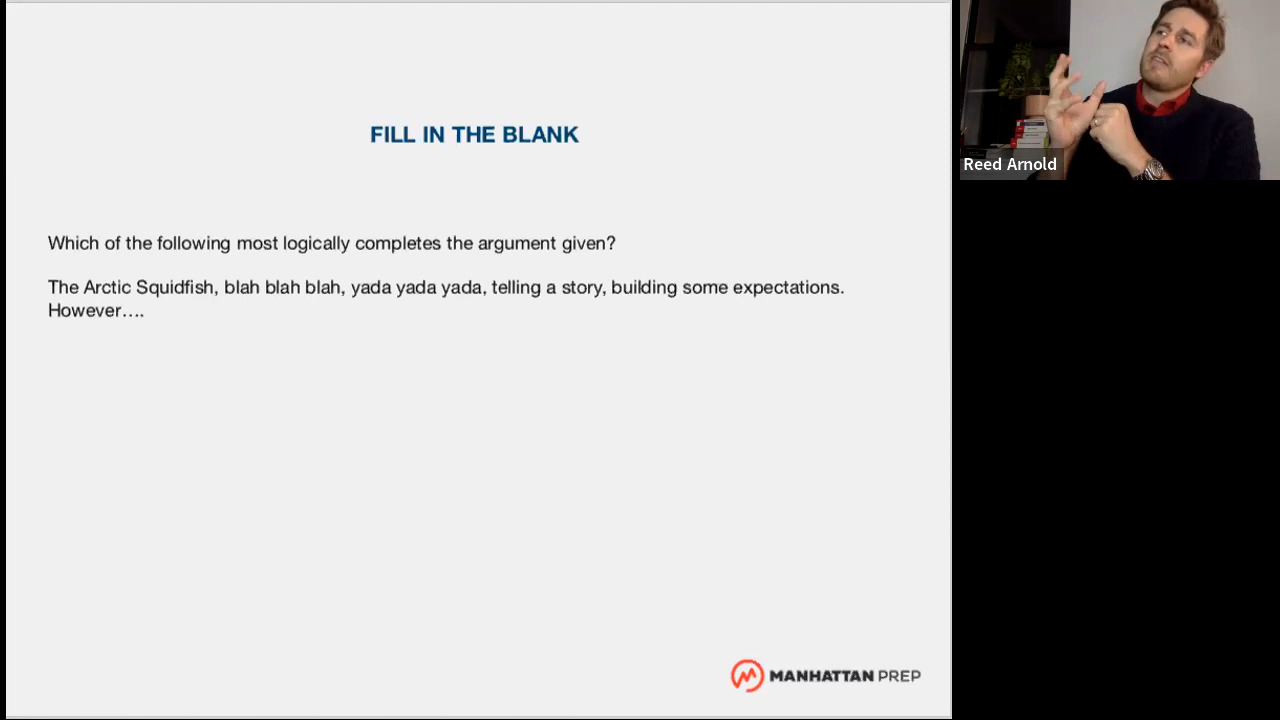 FILL IN THE BLANK
Which of the following most logically completes the argument given?
The Arctic Squidfish, blah blah blah, yada yada yada, telling a story, building some expectations.
However….
MANHATTAN PREP
Reed Arnold